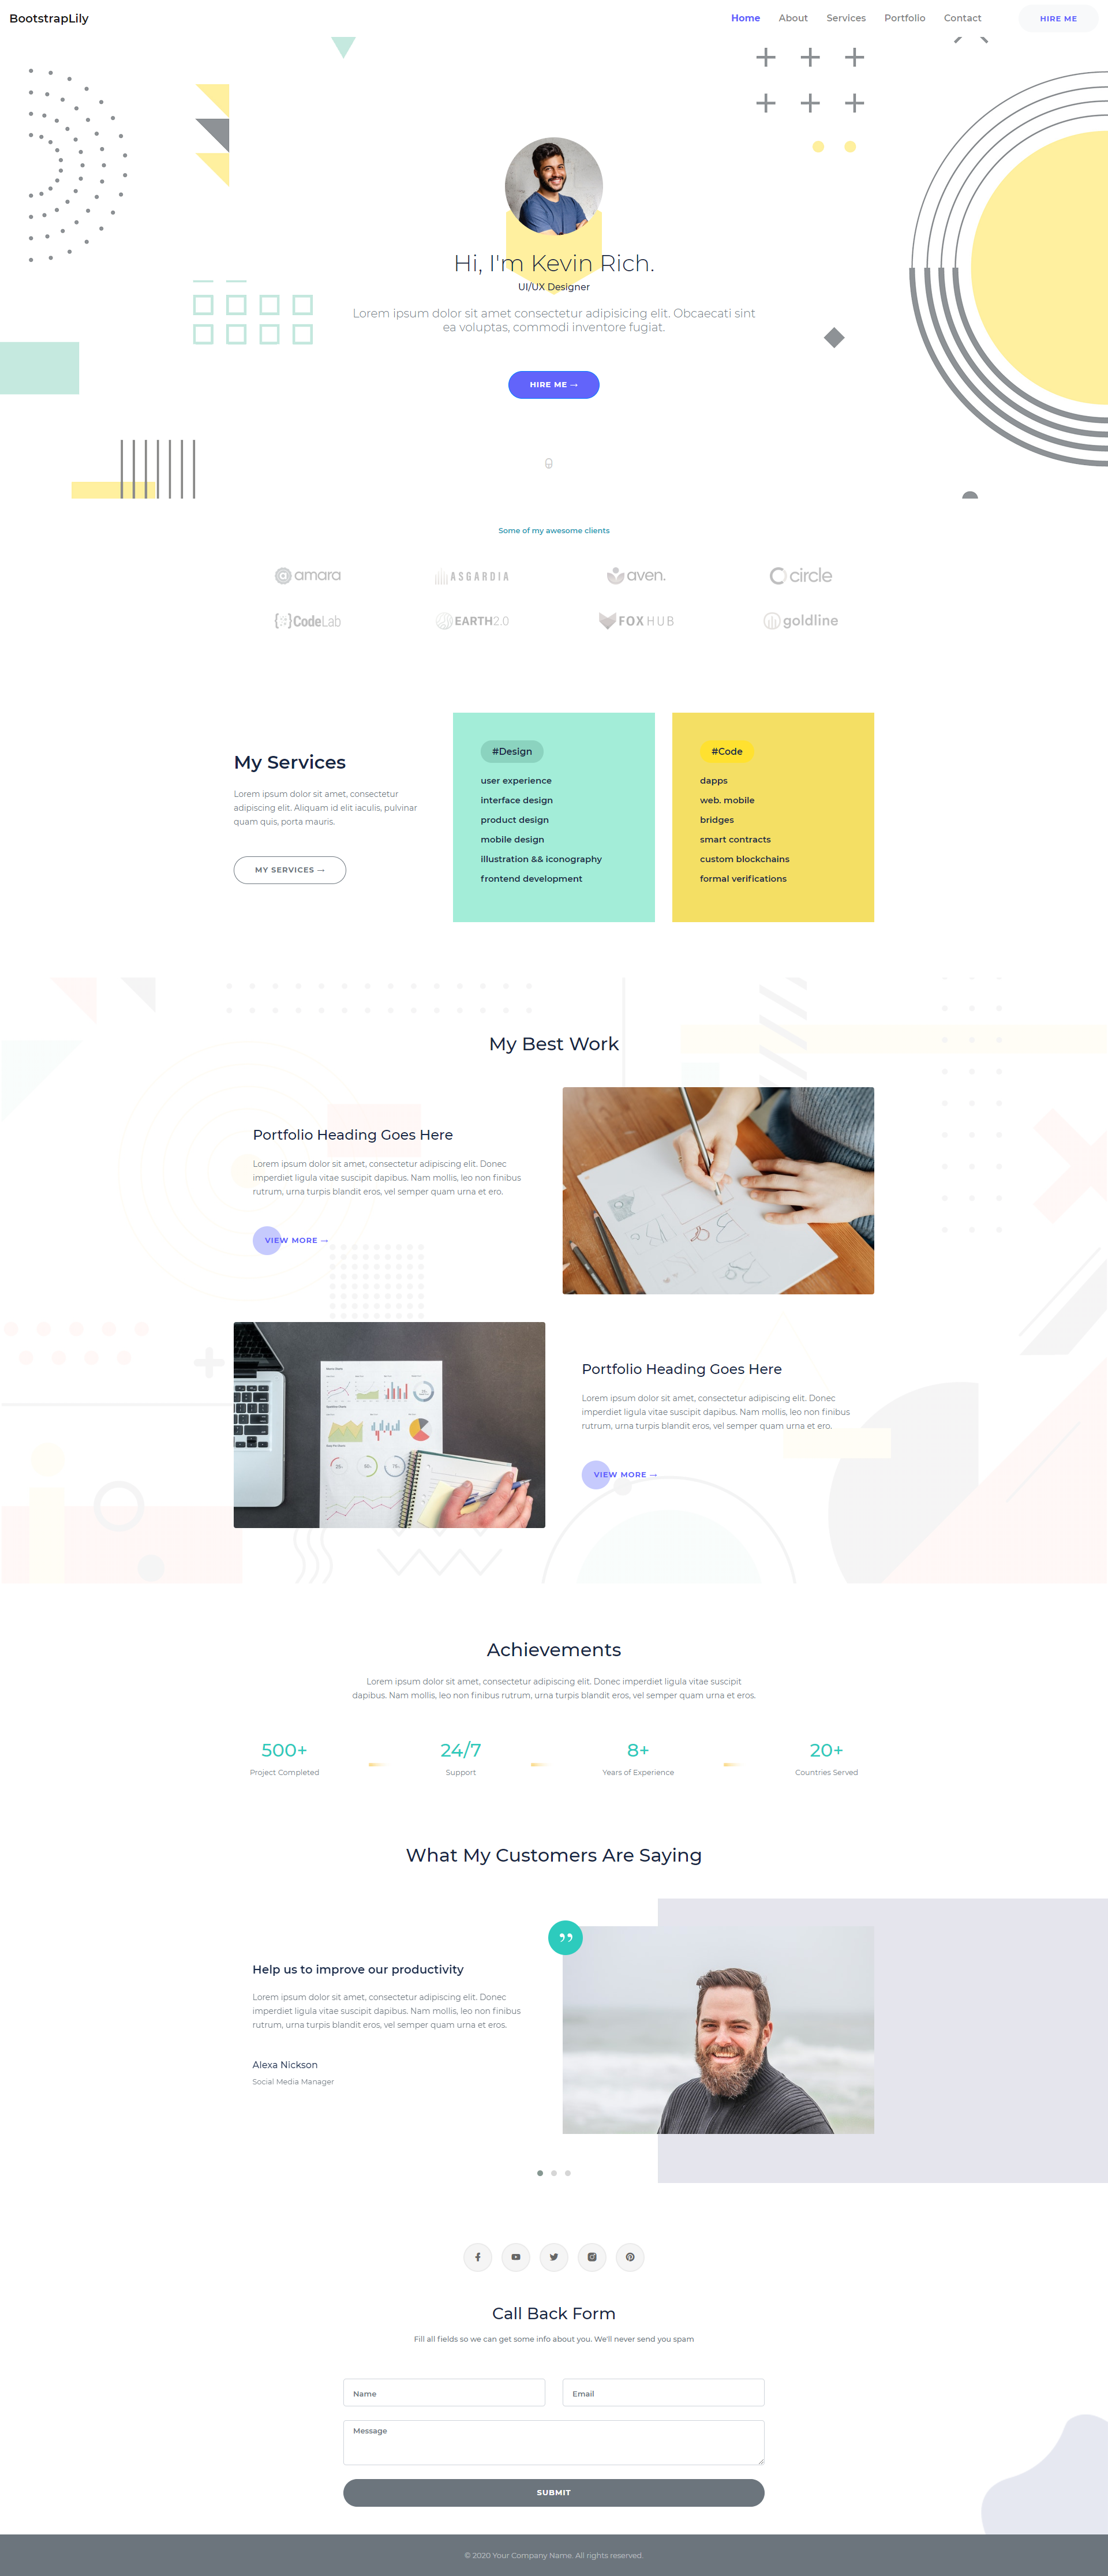 BootstrapLily
Home About Services Portfolio Contact HIRE ME
Hi, I'm Kevin Rich.
UI/UX Designer
Lorem ipsum dolor sit amet consectetur adipisicing elit. Obcaecati sint
ea voluptas, commodi inventore fugiat.
HIRE ME →
Some of my awesome clients
amara ASGARDIA aven. circle
{}CodeLab EARTH2.0 FOXHUB goldline
My Services
Lorem ipsum dolor sit amet, consectetur
adipiscing elit. Aliquam id elit iaculis, pulvinar
quam quis, porta mauris.
MY SERVICES →
#Design
user experience
interface design
product design
mobile design
illustration && iconography
frontend development
#Code
dapps
web. mobile
bridges
smart contracts
custom blockchains
formal verifications
My Best Work
Portfolio Heading Goes Here
Lorem ipsum dolor sit amet, consectetur adipiscing elit. Donec
imperdiet ligula vitae suscipit dapibus. Nam mollis, leo non finibus
rutrum, urna turpis blandit eros, vel semper quam urna et ero.
VIEW MORE →
Portfolio Heading Goes Here
Lorem ipsum dolor sit amet, consectetur adipiscing elit. Donec
imperdiet ligula vitae suscipit dapibus. Nam mollis, leo non finibus
rutrum, urna turpis blandit eros, vel semper quam urna et ero.
VIEW MORE →
Achievements
Lorem ipsum dolor sit amet, consectetur adipiscing elit. Donec imperdiet ligula vitae suscipit
dapibus. Nam mollis, leo non finibus rutrum, urna turpis blandit eros, vel semper quam urna et eros.
500+ 24/7 8+ 20+
Project Completed Support Years of Experience Countries Served
What My Customers Are Saying
Help us to improve our productivity
Lorem ipsum dolor sit amet, consectetur adipiscing elit. Donec
imperdiet ligula vitae suscipit dapibus. Nam mollis, leo non finibus
rutrum, urna turpis blandit eros, vel semper quam urna et eros.
Alexa Nickson
Social Media Manager
Call Back Form
Fill all fields so we can get some info about you. We'll never send you spam
Name Email
Message
SUBMIT
© 2020 Your Company Name. All rights reserved.